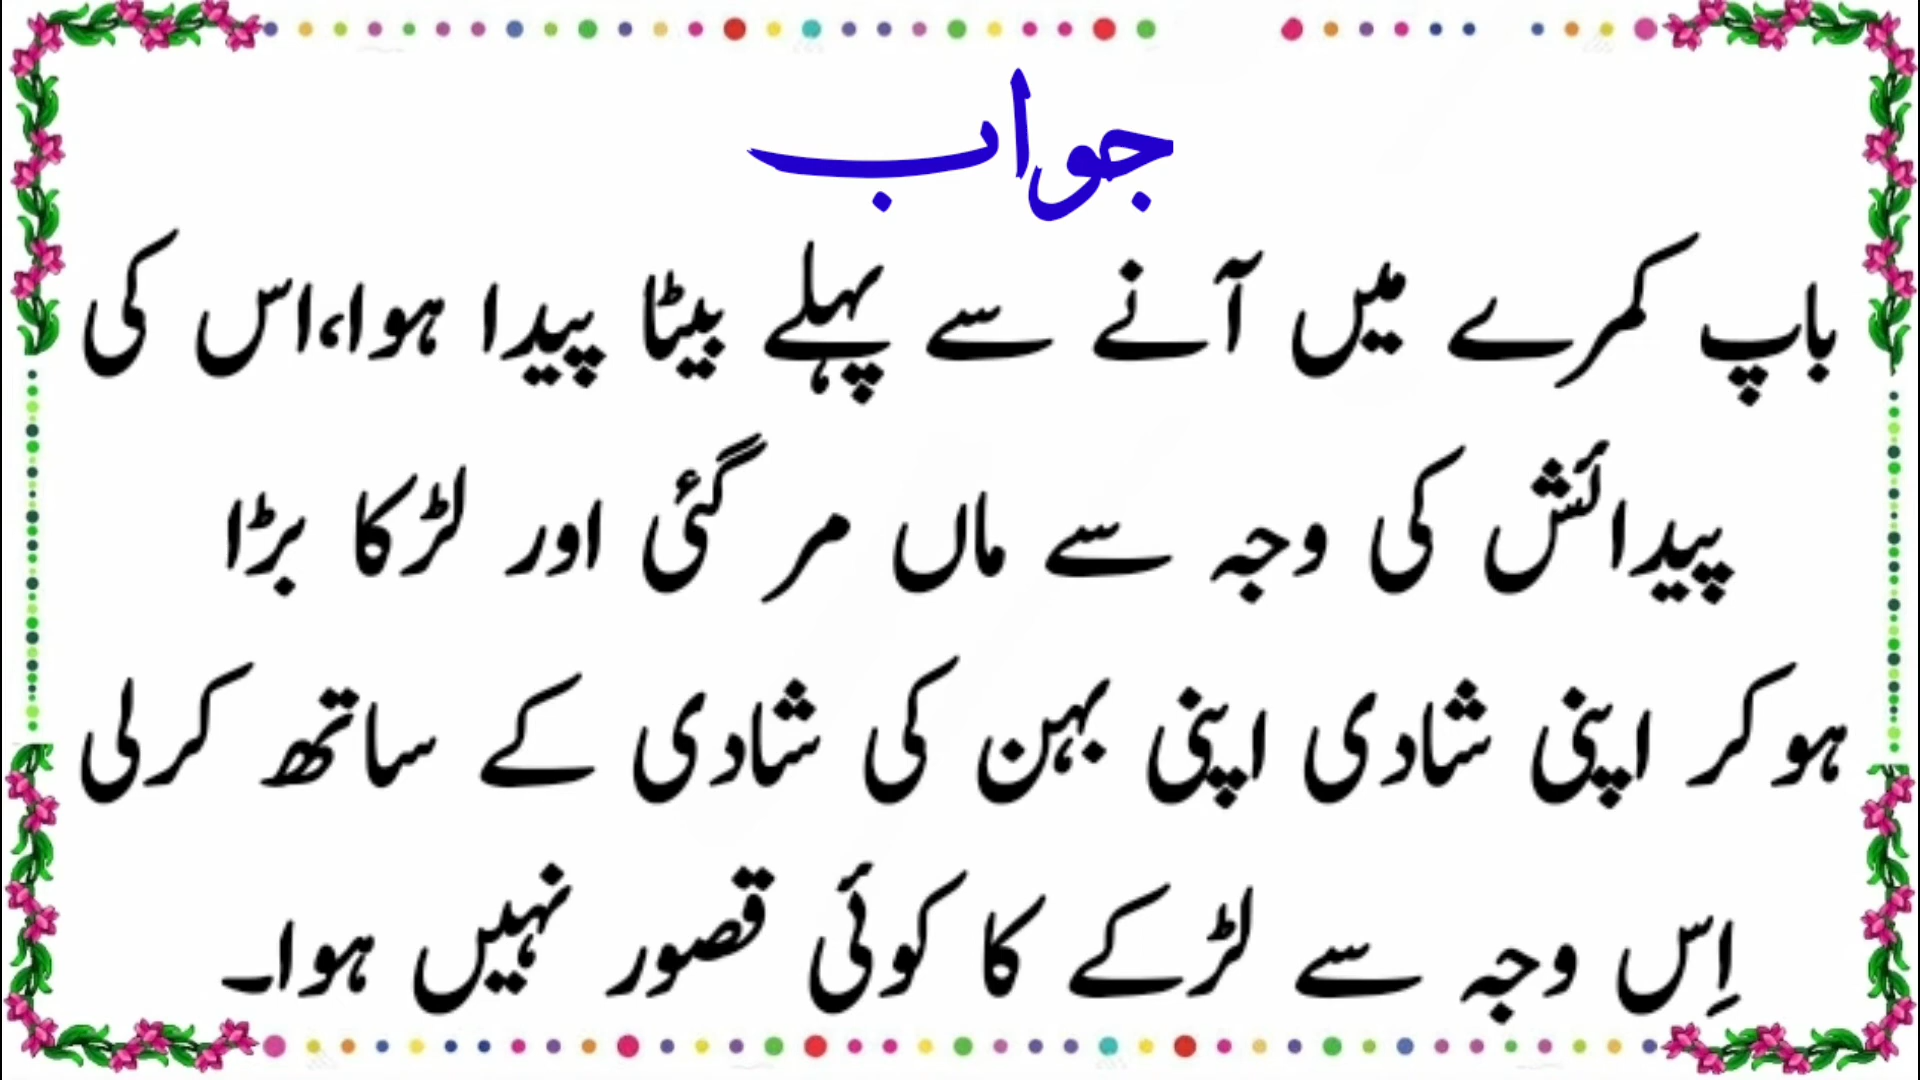 جواب
باپ کمرے میں آنے سے پہلے بیٹا پیدا ہوا،اس کی
پیدائش کی وجہ سے ماں مر گئی اور لڑکا بڑا
ہو کر اپنی شادی اپنی بہن کی شادی کے ساتھ کرلی
اِس وجہ سے لڑکے کا کوئی قصور نہیں ہوا۔